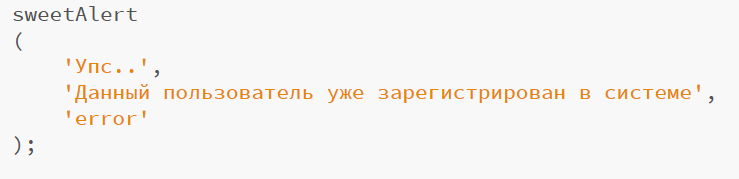 sweetAlert
(
'Упс..',
'Данный пользователь уже зарегистрирован в системе',
'error'
);